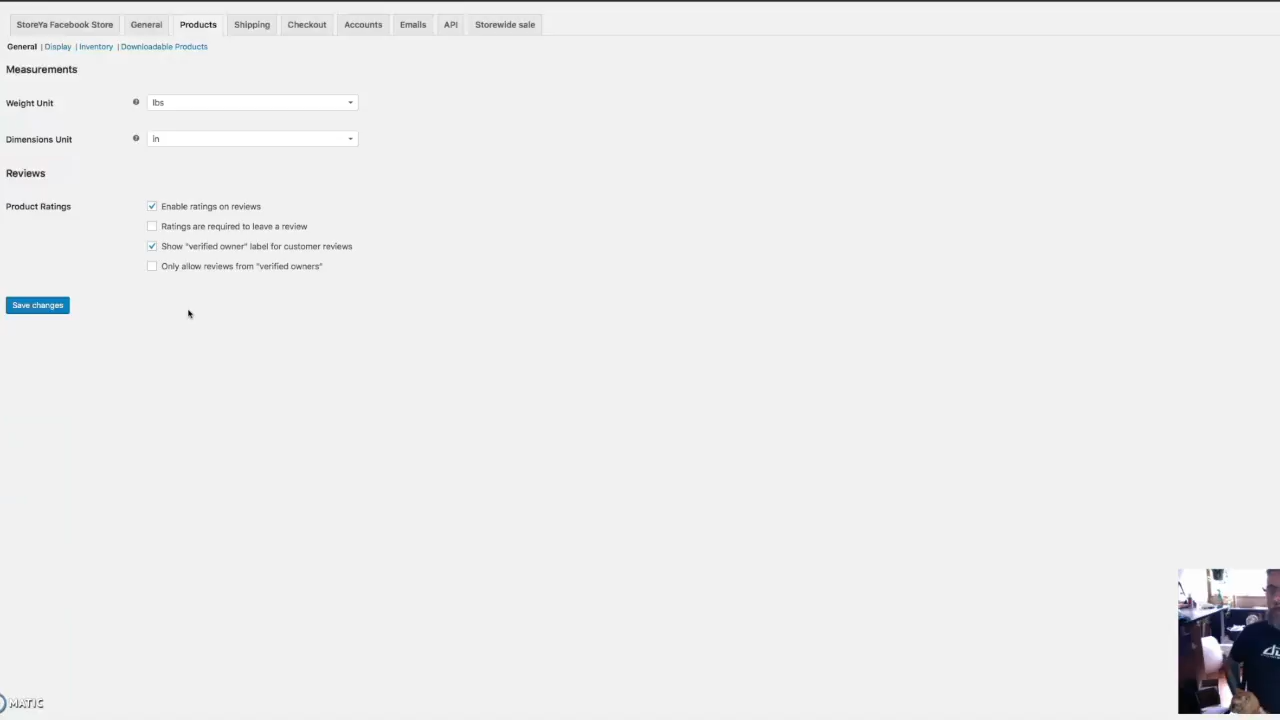 StoreYa Facebook Store General Products Shipping Checkout Accounts Emails API Storewide sale
General | Display | Inventory | Downloadable Products
Measurements
Weight Unit lbs
Dimensions Unit in
Reviews
Product Ratings Enable ratings on reviews
Ratings are required to leave a review
Show "verified owner" label for customer reviews
Only allow reviews from "verified owners"
Save changes
MATIC